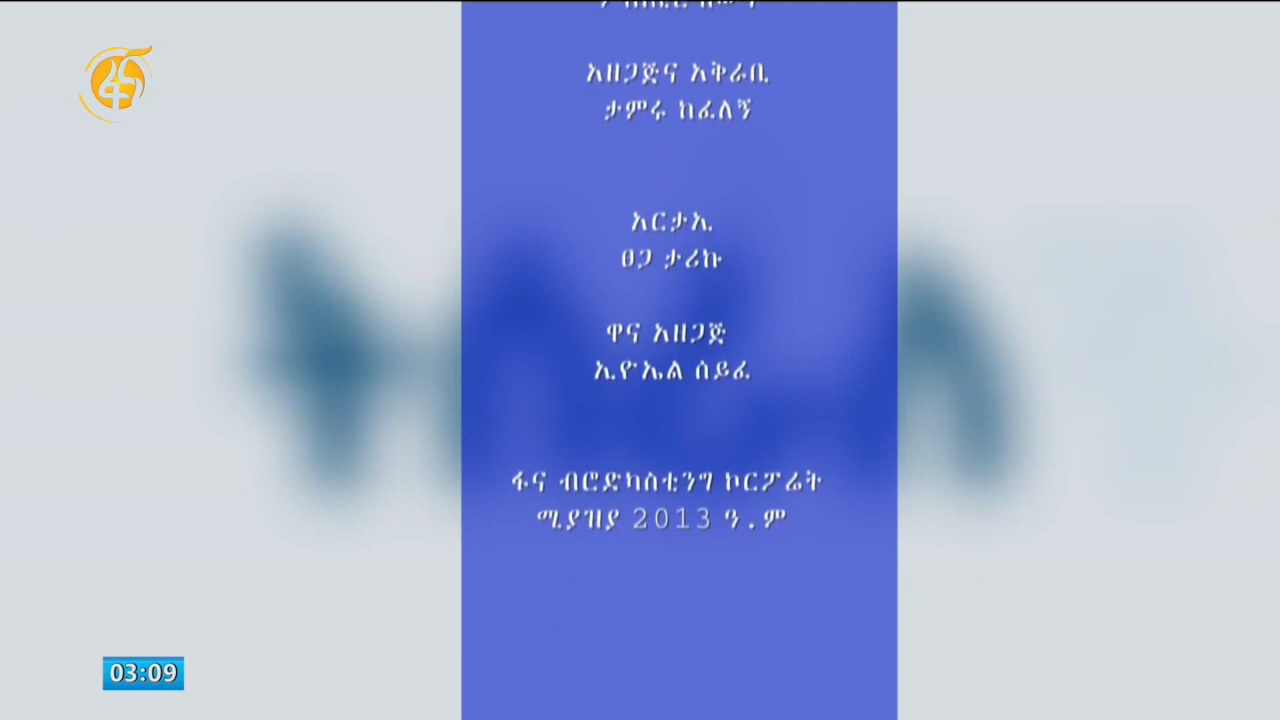 አዘጋጅና አቅራቢ
ታምሩ ከፈለኝ
አርታኢ
ፀጋ ታሪኩ
ዋና አዘጋጅ
ኢዮኤል ሰይፈ
ፋና ብሮድካስቲንግ ኮርፖሬት
ሚያዝያ 2013 ዓ.ም
03:09